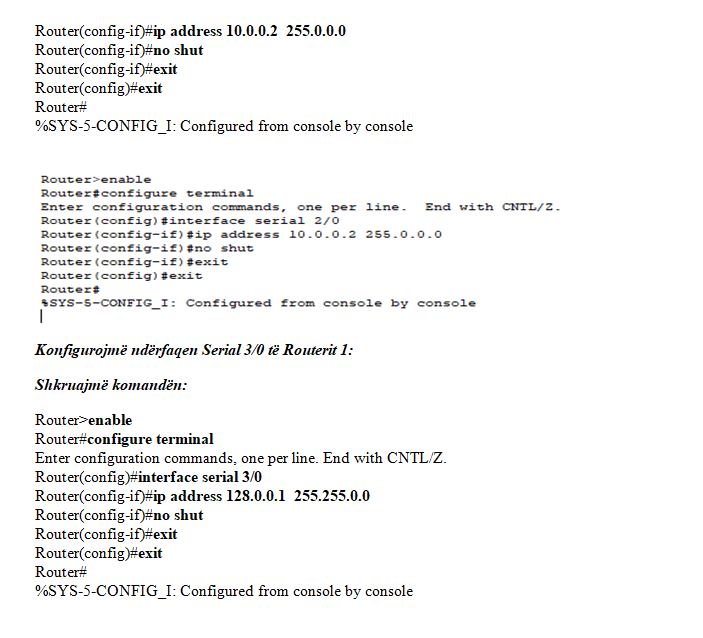 Router(config-if)#ip address 10.0.0.2  255.0.0.0
Router(config-if)#no shut
Router(config-if)#exit
Router(config)#exit
Router#
%SYS-5-CONFIG_I: Configured from console by console
Router>enable
Router#configure terminal
Enter configuration commands, one per line.  End with CNTL/Z.
Router(config)#interface serial 2/0
Router(config-if)#ip address 10.0.0.2 255.0.0.0
Router(config-if)#no shut
Router(config-if)#exit
Router(config)#exit
Router#
%SYS-5-CONFIG_I: Configured from console by console
Konfigurojmë ndërfaqen Serial 3/0 të Routerit 1:
Shkruajmë komandën:
Router>enable
Router#configure terminal
Enter configuration commands, one per line. End with CNTL/Z.
Router(config)#interface serial 3/0
Router(config-if)#ip address 128.0.0.1  255.255.0.0
Router(config-if)#no shut
Router(config-if)#exit
Router(config)#exit
Router#
%SYS-5-CONFIG_I: Configured from console by console